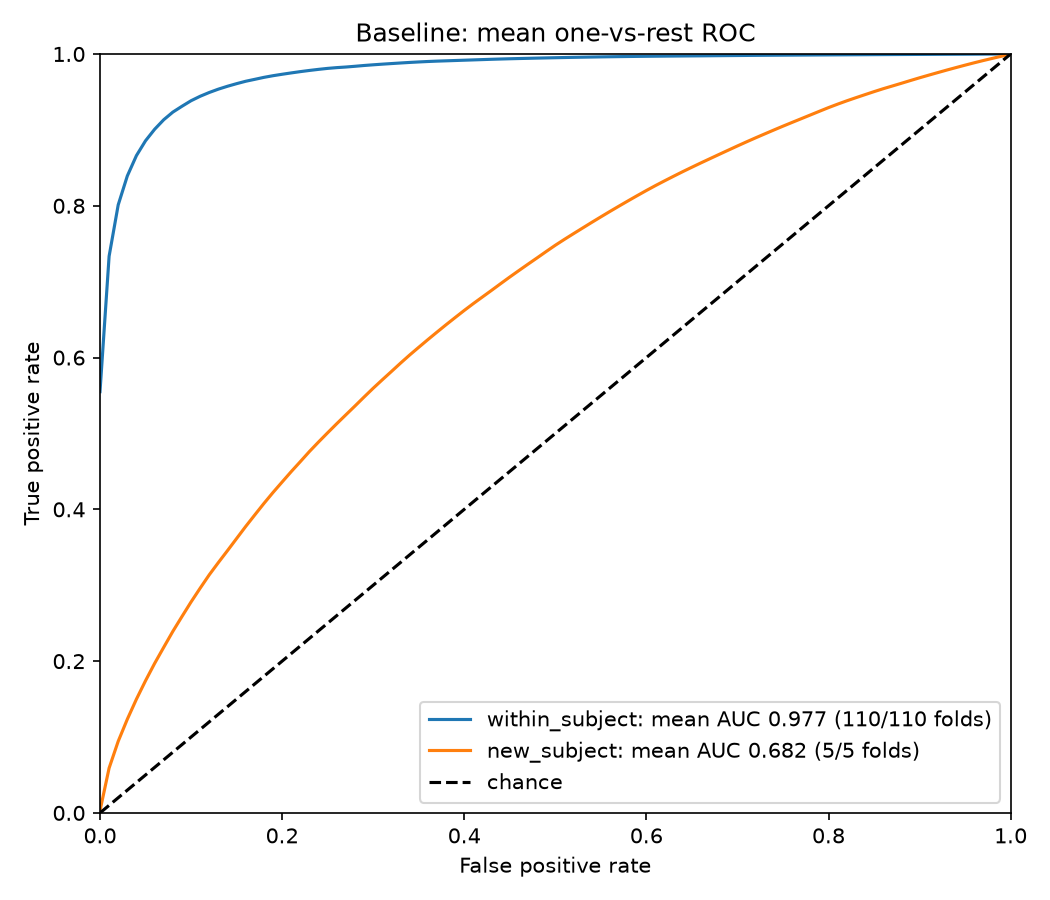 Baseline: mean one-vs-rest ROC
1.0
0.8
0.6
0.4
0.2
0.0
True positive rate
within_subject: mean AUC 0.977 (110/110 folds)
new_subject: mean AUC 0.682 (5/5 folds)
chance
0.0 0.2 0.4 0.6 0.8 1.0
False positive rate